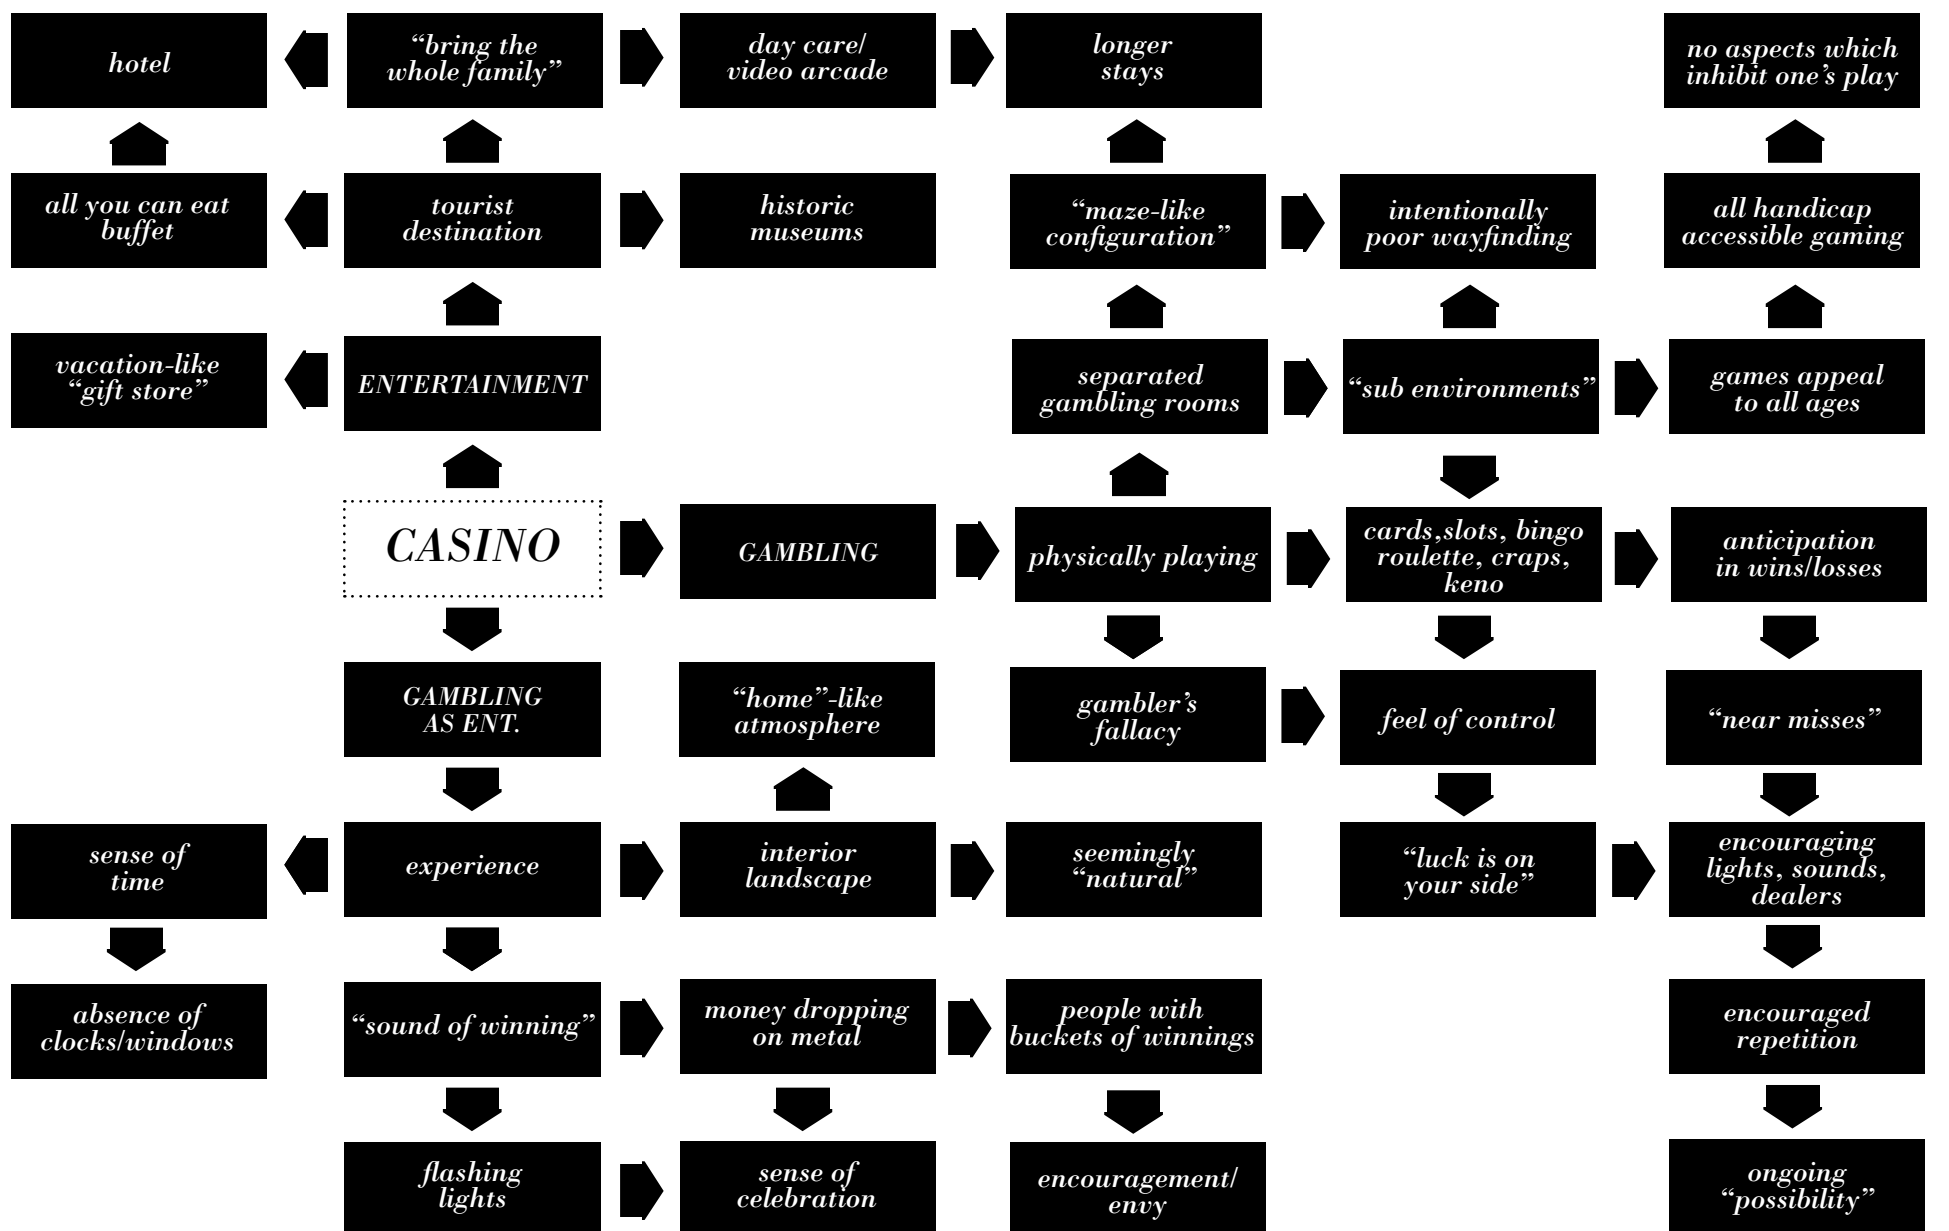 hotel
“bring the
whole family”
day care/
video arcade
longer
stays
no aspects which
inhibit one’s play
all you can eat
buffet
tourist
destination
historic
museums
“maze-like
configuration”
intentionally
poor wayfinding
all handicap
accessible gaming
vacation-like
“gift store”
ENTERTAINMENT
separated
gambling rooms
“sub environments”
games appeal
to all ages
CASINO
GAMBLING
physically playing
cards,slots, bingo
roulette, craps,
keno
anticipation
in wins/losses
GAMBLING
AS ENT.
“home”-like
atmosphere
gambler’s
fallacy
feel of control
“near misses”
sense of
time
experience
interior
landscape
seemingly
“natural”
“luck is on
your side”
encouraging
lights, sounds,
dealers
absence of
clocks/windows
“sound of winning”
money dropping
on metal
people with
buckets of winnings
encouraged
repetition
flashing
lights
sense of
celebration
encouragement/
envy
ongoing
“possibility”